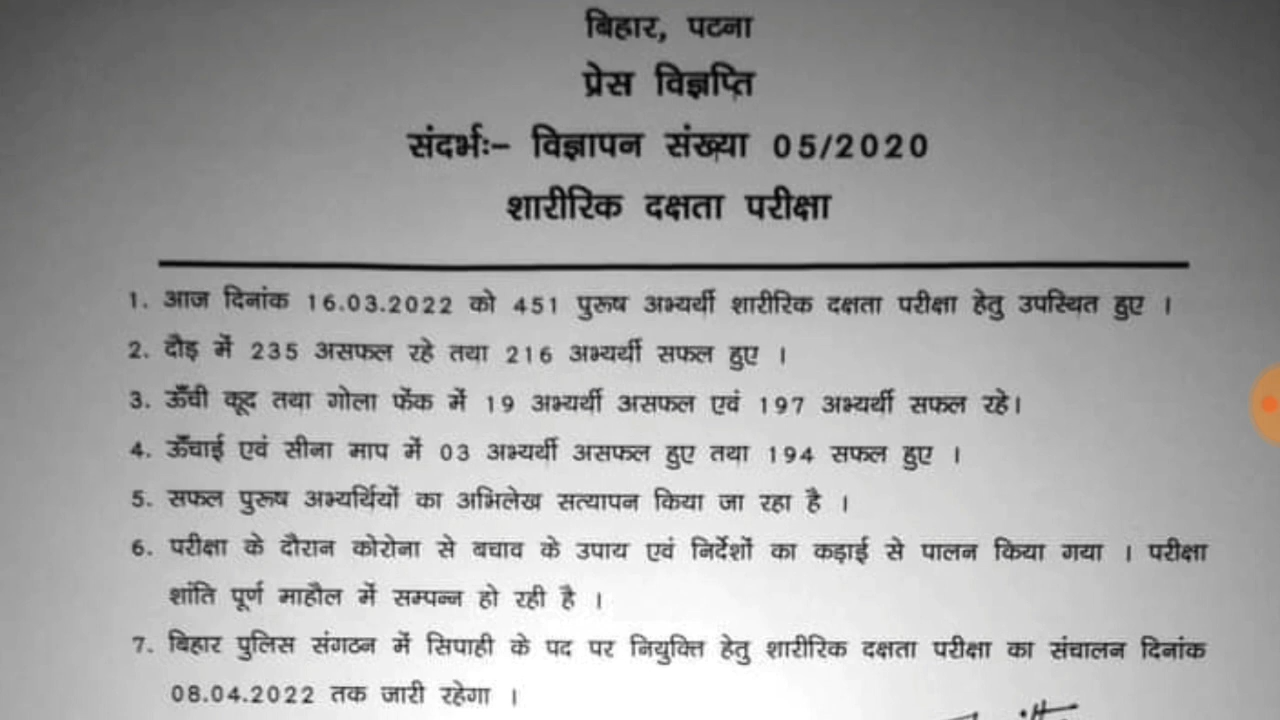 बिहार, पटना
प्रेस विज्ञप्ति
संदर्भः– विज्ञापन संख्या 05/2020
शारीरिक दक्षता परीक्षा
1. आज दिनांक 16.03.2022 को 451 पुरूष अभ्यर्थी शारीरिक दक्षता परीक्षा हेतु उपस्थित हुए ।
2. दौड़ में 235 असफल रहे तथा 216 अभ्यर्थी सफल हुए ।
3. ऊँची कूद तथा गोला फेंक में 19 अभ्यर्थी असफल एवं 197 अभ्यर्थी सफल रहे।
4. ऊँचाई एवं सीना माप में 03 अभ्यर्थी असफल हुए तथा 194 सफल हुए ।
5. सफल पुरूष अभ्यर्थियों का अभिलेख सत्यापन किया जा रहा है ।
6. परीक्षा के दौरान कोरोना से बचाव के उपाय एवं निर्देशों का कड़ाई से पालन किया गया । परीक्षा
शांति पूर्ण माहौल में सम्पन्न हो रही है ।
7. बिहार पुलिस संगठन में सिपाही के पद पर नियुक्ति हेतु शारीरिक दक्षता परीक्षा का संचालन दिनांक
08.04.2022 तक जारी रहेगा ।